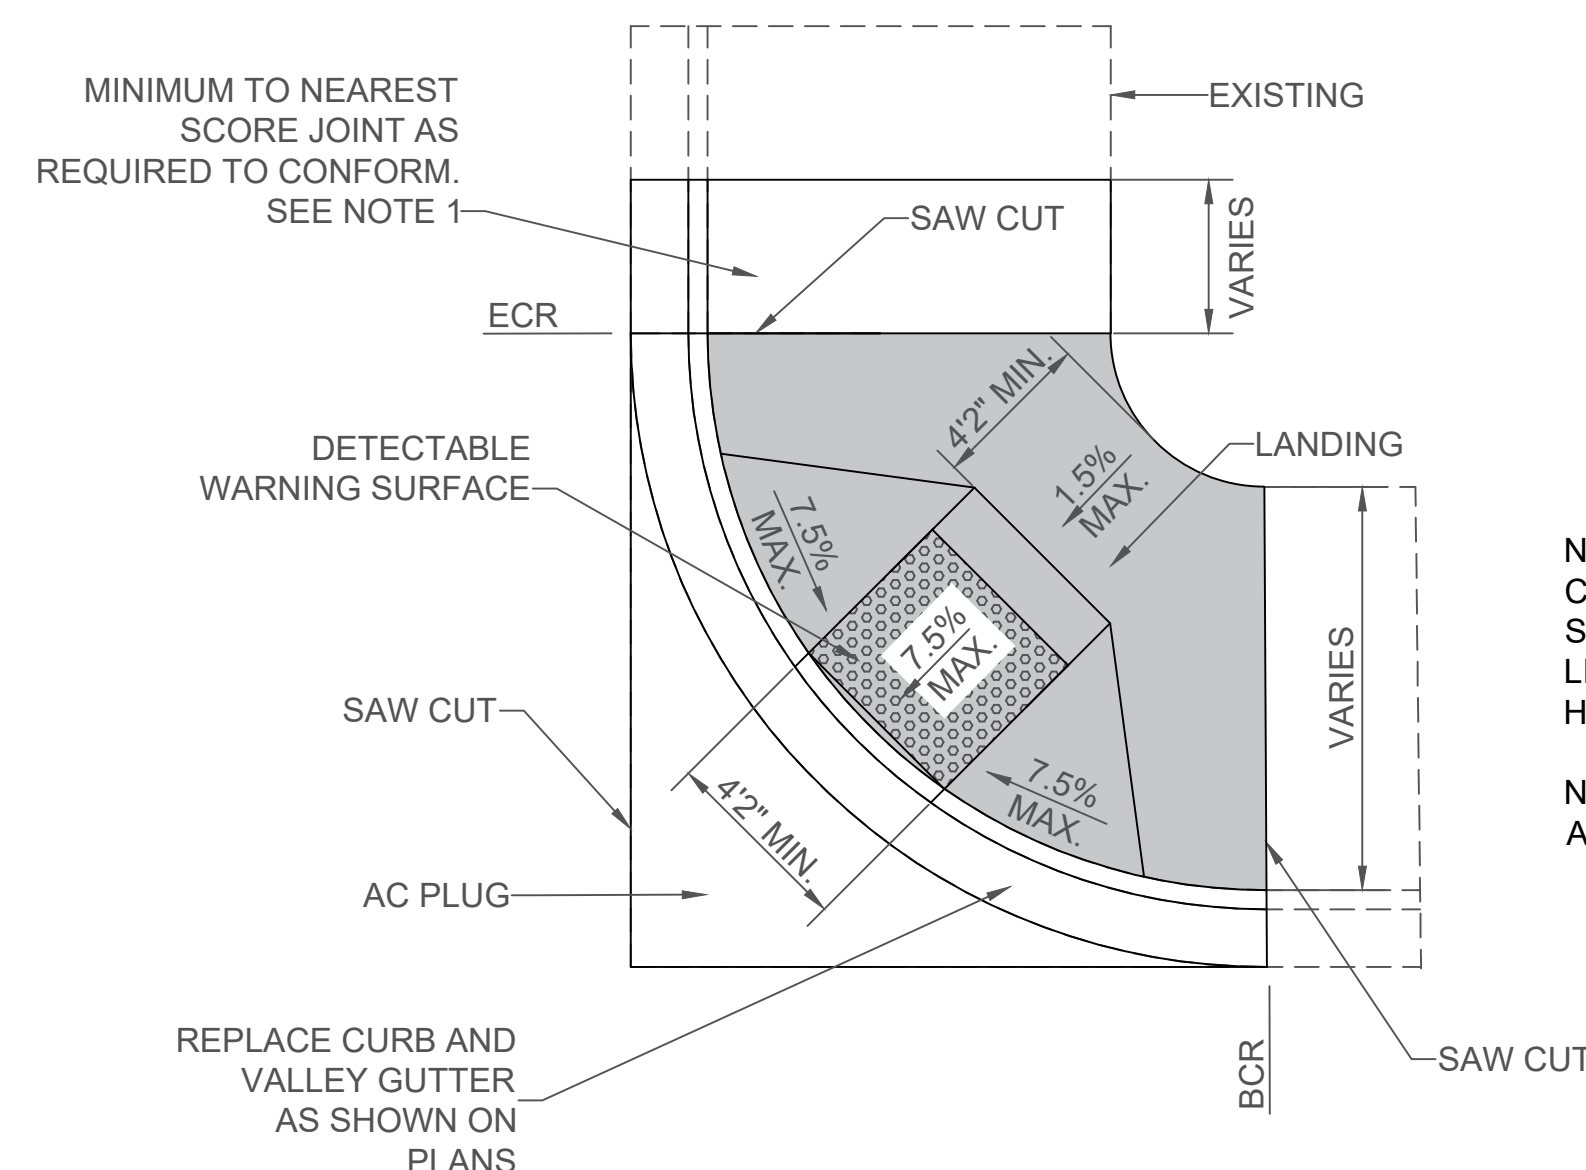 MINIMUM TO NEAREST
SCORE JOINT AS
REQUIRED TO CONFORM.
SEE NOTE 1
EXISTING
SAW CUT
VARIES
ECR
4'2" MIN.
DETECTABLE
WARNING SURFACE
LANDING
1.5%
MAX.
7.5%
MAX.
7.5%
MAX.
VARIES
SAW CUT
7.5%
MAX.
4'2" MIN.
AC PLUG
REPLACE CURB AND
VALLEY GUTTER
AS SHOWN ON
PLANS
BCR
SAW CUT